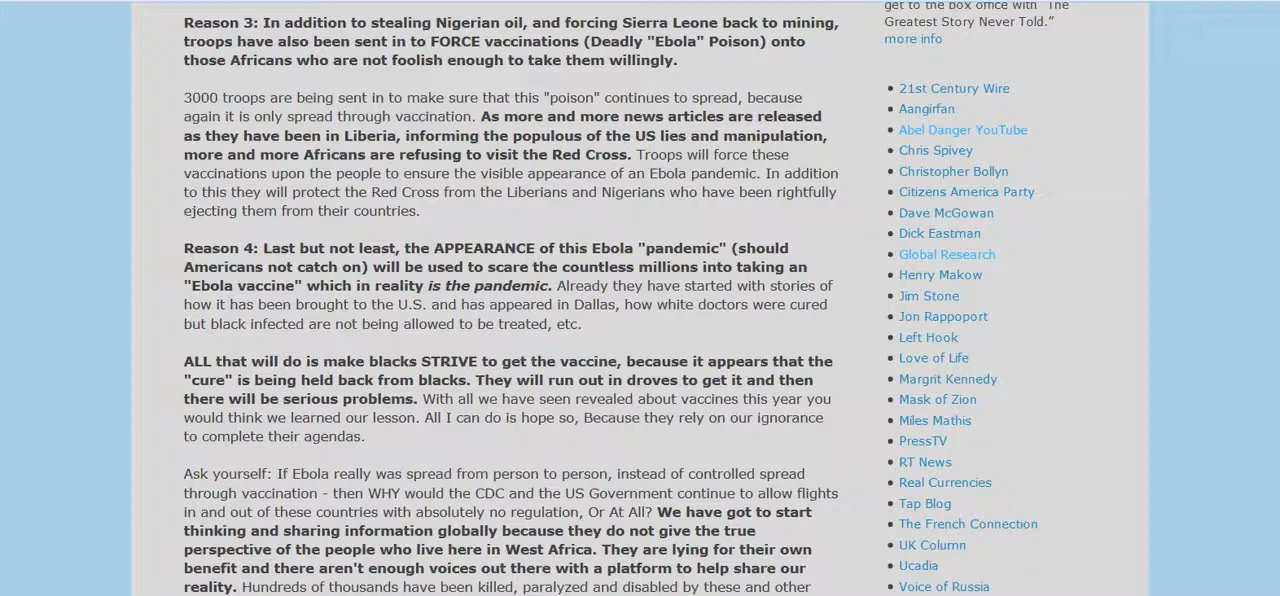 Reason 3: In addition to stealing Nigerian oil, and forcing Sierra Leone back to mining,
troops have also been sent in to FORCE vaccinations (Deadly "Ebola" Poison) onto
those Africans who are not foolish enough to take them willingly.
3000 troops are being sent in to make sure that this "poison" continues to spread, because
again it is only spread through vaccination. As more and more news articles are released
as they have been in Liberia, informing the populous of the US lies and manipulation,
more and more Africans are refusing to visit the Red Cross. Troops will force these
vaccinations upon the people to ensure the visible appearance of an Ebola pandemic. In addition
to this they will protect the Red Cross from the Liberians and Nigerians who have been rightfully
ejecting them from their countries.
Reason 4: Last but not least, the APPEARANCE of this Ebola "pandemic" (should
Americans not catch on) will be used to scare the countless millions into taking an
"Ebola vaccine" which in reality is the pandemic. Already they have started with stories of
how it has been brought to the U.S. and has appeared in Dallas, how white doctors were cured
but black infected are not being allowed to be treated, etc.
ALL that will do is make blacks STRIVE to get the vaccine, because it appears that the
"cure" is being held back from blacks. They will run out in droves to get it and then
there will be serious problems. With all we have seen revealed about vaccines this year you
would think we learned our lesson. All I can do is hope so, Because they rely on our ignorance
to complete their agendas.
Ask yourself: If Ebola really was spread from person to person, instead of controlled spread
through vaccination - then WHY would the CDC and the US Government continue to allow flights
in and out of these countries with absolutely no regulation, Or At All? We have got to start
thinking and sharing information globally because they do not give the true
perspective of the people who live here in West Africa. They are lying for their own
benefit and there aren't enough voices out there with a platform to help share our
reality. Hundreds of thousands have been killed, paralyzed and disabled by these and other
get to the box office with "The
Greatest Story Never Told."
more info
21st Century Wire
Aangirfan
Abel Danger YouTube
Chris Spivey
Christopher Bollyn
Citizens America Party
Dave McGowan
Dick Eastman
Global Research
Henry Makow
Jim Stone
Jon Rappoport
Left Hook
Love of Life
Margrit Kennedy
Mask of Zion
Miles Mathis
PressTV
RT News
Real Currencies
Tap Blog
The French Connection
UK Column
Ucadia
Voice of Russia